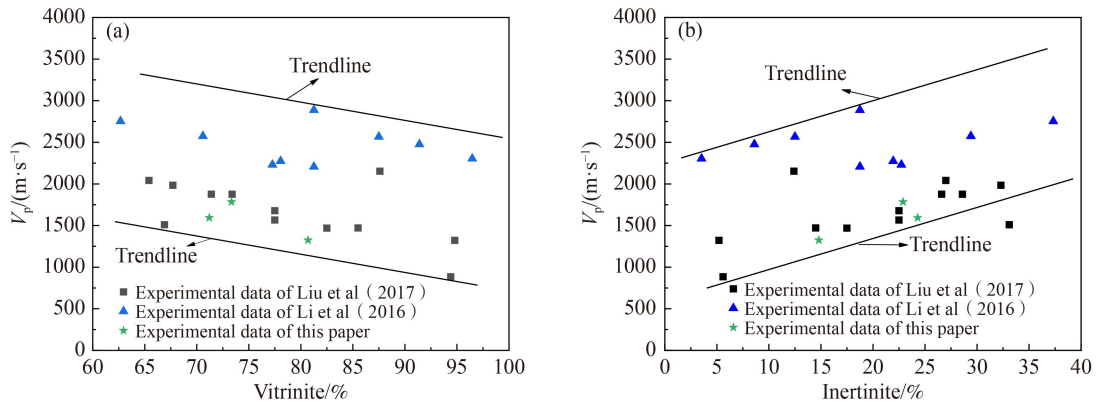 (a)
4000
3500
3000
2500
2000
1500
1000
500
0
Vp/(m·s⁻¹)
Trendline
Trendline
Experimental data of Liu et al（2017）
Experimental data of Li et al（2016）
Experimental data of this paper
60 65 70 75 80 85 90 95 100
Vitrinite/%
(b)
4000
3500
3000
2500
2000
1500
1000
500
0
Vp/(m·s⁻¹)
Trendline
Trendline
Experimental data of Liu et al（2017）
Experimental data of Li et al（2016）
Experimental data of this paper
0 5 10 15 20 25 30 35 40
Inertinite/%